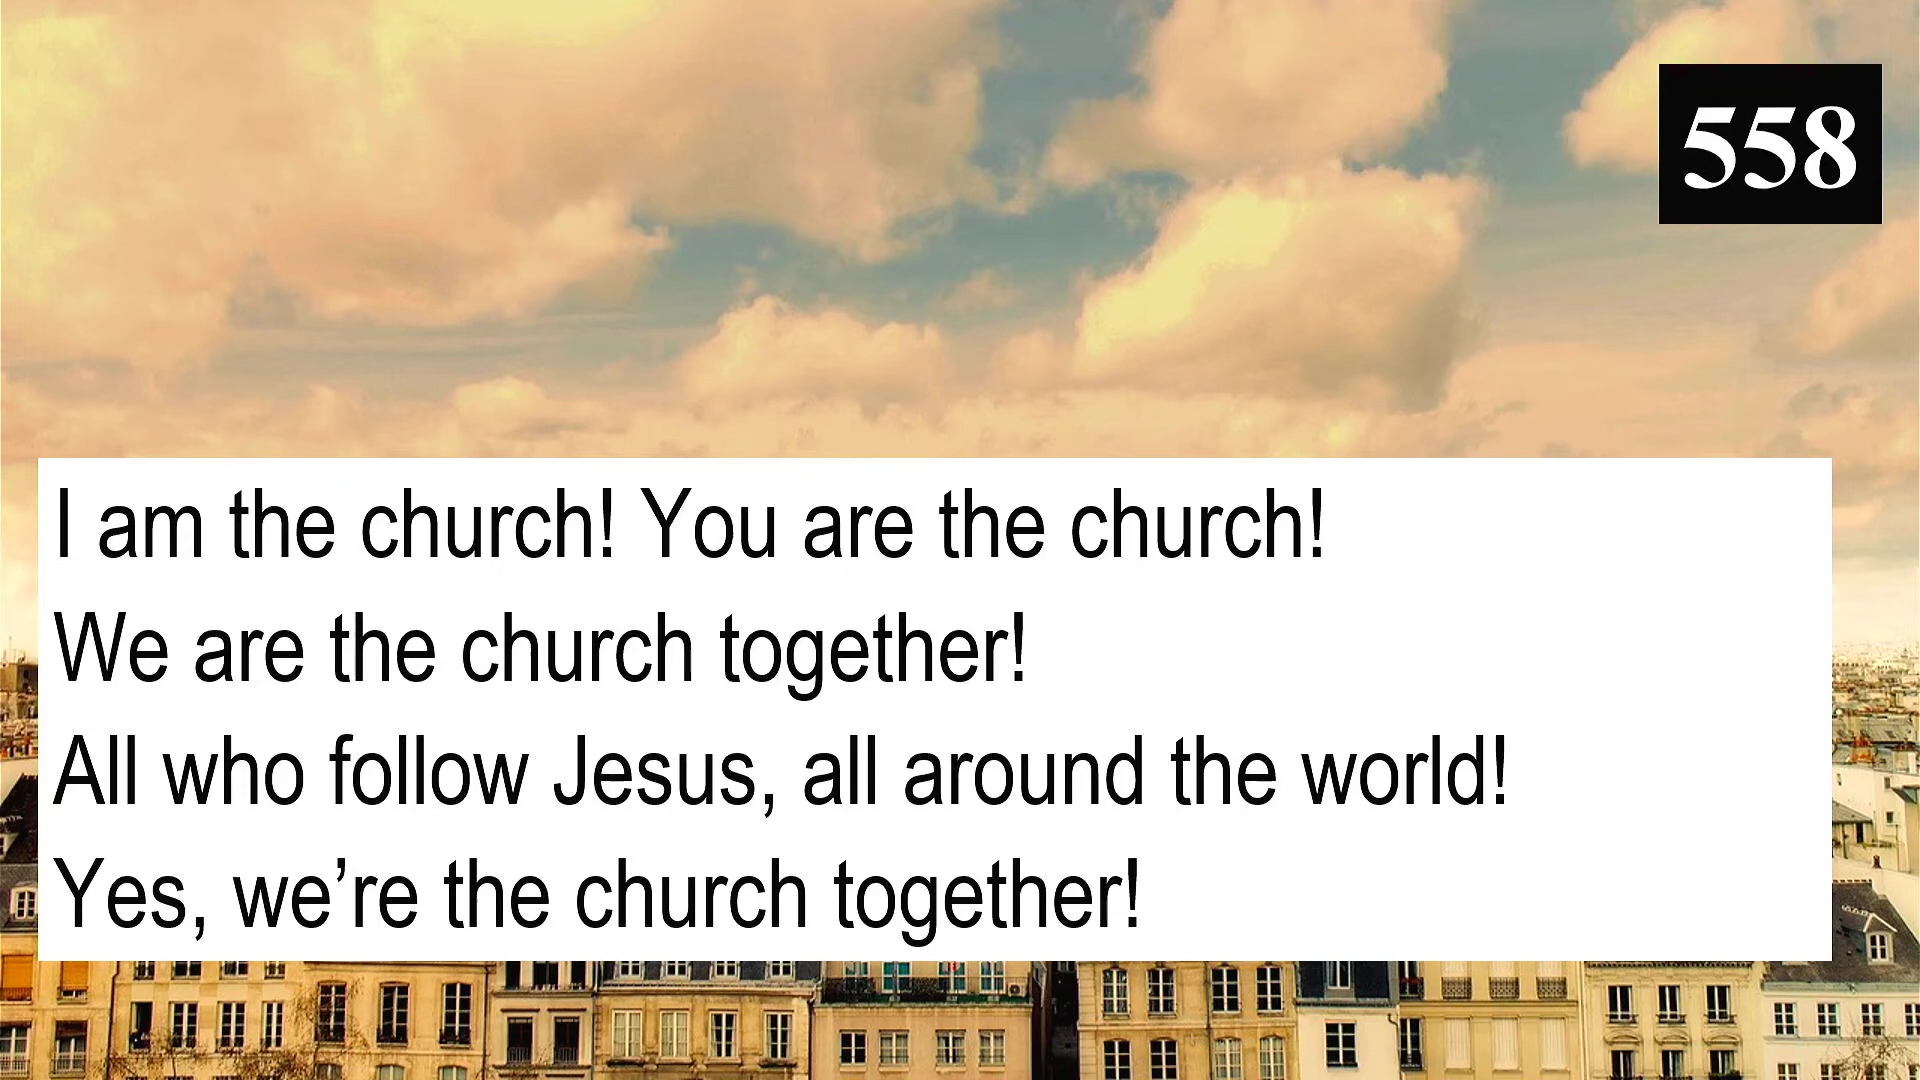 558
I am the church! You are the church!
We are the church together!
All who follow Jesus, all around the world!
Yes, we’re the church together!